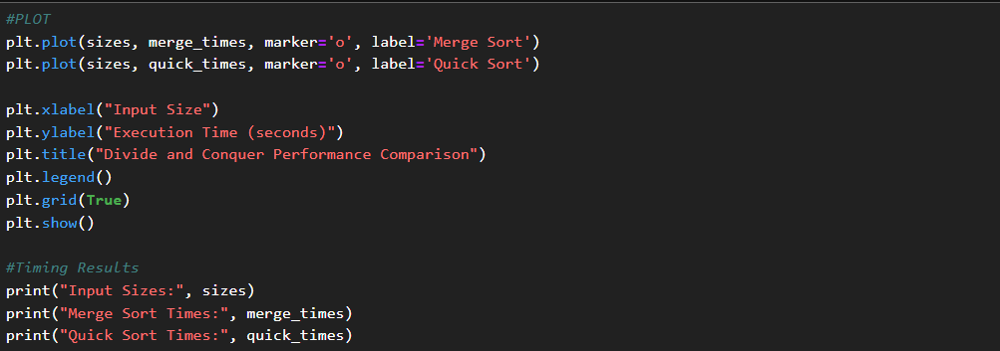 #PLOT
plt.plot(sizes, merge_times, marker='o', label='Merge Sort')
plt.plot(sizes, quick_times, marker='o', label='Quick Sort')
plt.xlabel("Input Size")
plt.ylabel("Execution Time (seconds)")
plt.title("Divide and Conquer Performance Comparison")
plt.legend()
plt.grid(True)
plt.show()
#Timing Results
print("Input Sizes:", sizes)
print("Merge Sort Times:", merge_times)
print("Quick Sort Times:", quick_times)